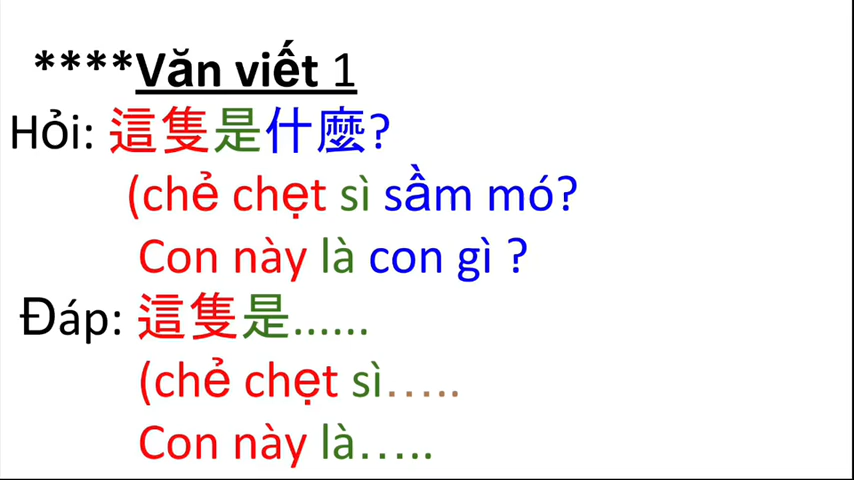 ****Văn viết 1
Hỏi: 這隻是什麼?
(chẻ chẹt sì sầm mó?
Con này là con gì ?
Đáp: 這隻是......
(chẻ chẹt sì.....
Con này là.....